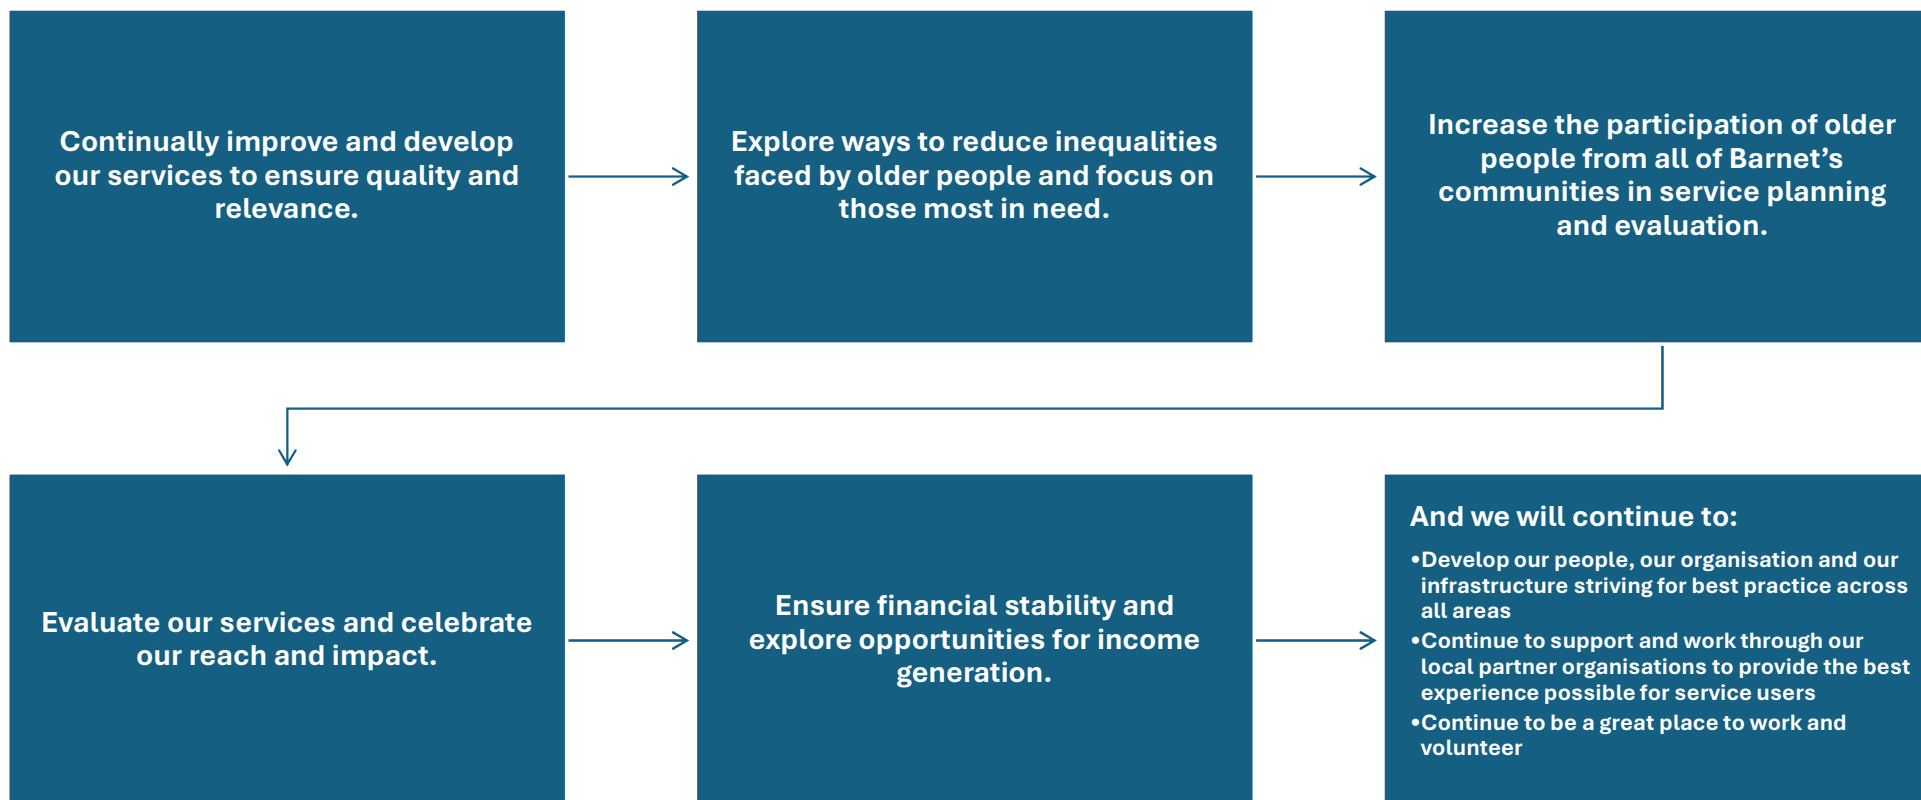 Continually improve and develop
our services to ensure quality and
relevance.
Explore ways to reduce inequalities
faced by older people and focus on
those most in need.
Increase the participation of older
people from all of Barnet’s
communities in service planning
and evaluation.
Evaluate our services and celebrate
our reach and impact.
Ensure financial stability and
explore opportunities for income
generation.
And we will continue to:
•Develop our people, our organisation and our
infrastructure striving for best practice across
all areas
•Continue to support and work through our
local partner organisations to provide the best
experience possible for service users
•Continue to be a great place to work and
volunteer